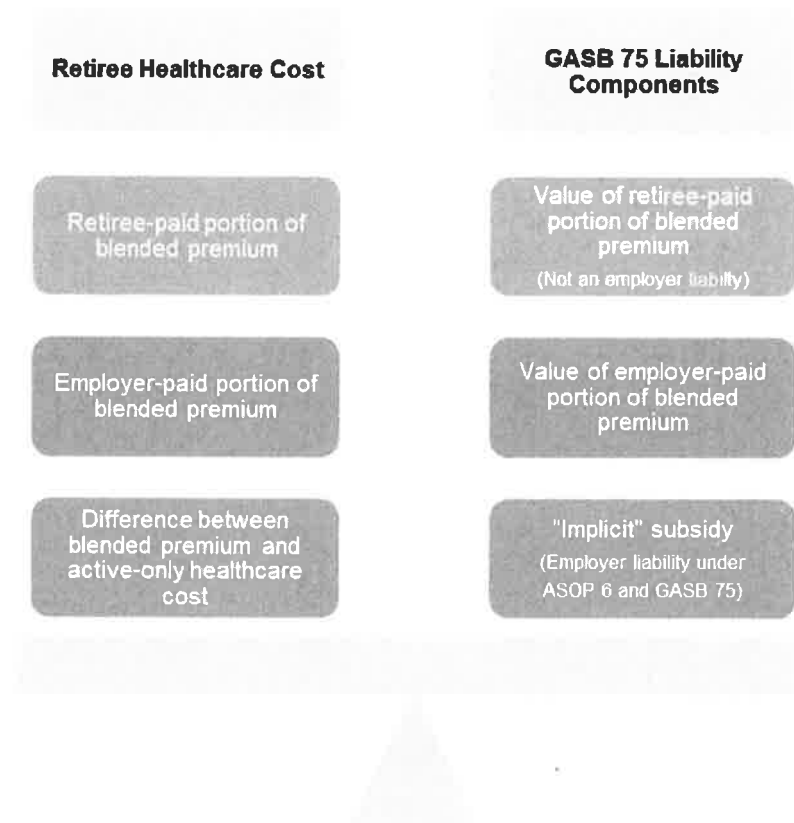 Retiree Healthcare Cost
GASB 75 Liability
Components
Retiree-paid portion of
blended premium
Value of retiree-paid
portion of blended
premium
(Not an employer liability)
Employer-paid portion of
blended premium
Value of employer-paid
portion of blended
premium
Difference between
blended premium and
active-only healthcare
cost
"Implicit" subsidy
(Employer liability under
ASOP 6 and GASB 75)